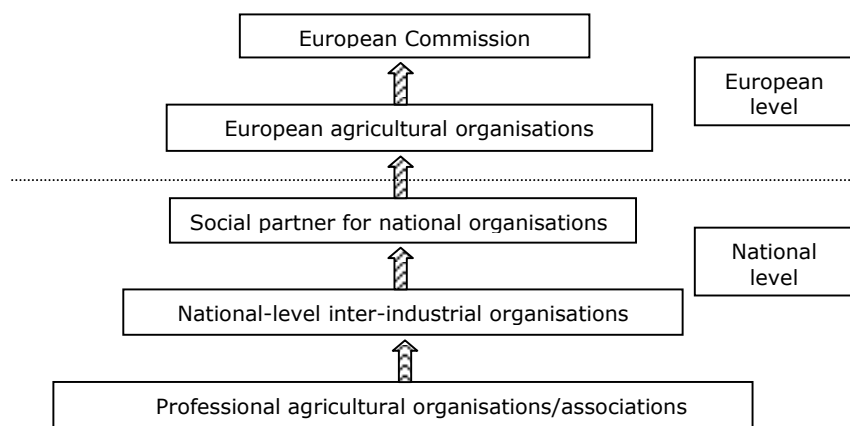 European Commission
European
level
European agricultural organisations
Social partner for national organisations
National
level
National-level inter-industrial organisations
Professional agricultural organisations/associations